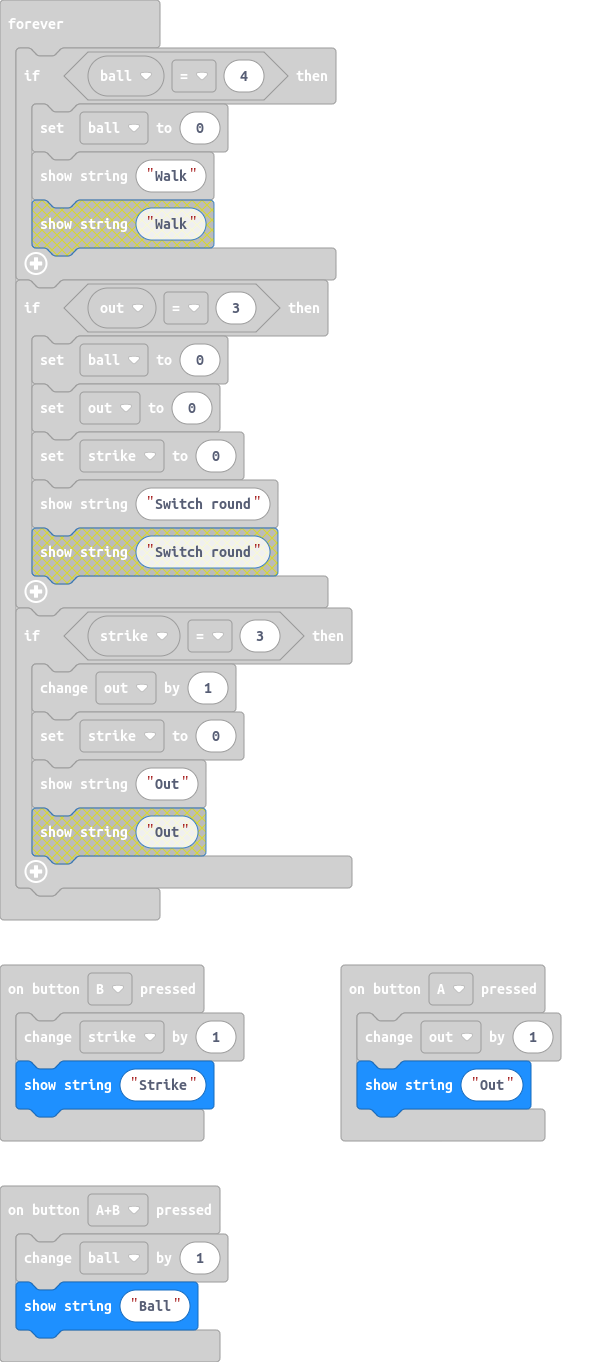 forever
if ball = 4 then
set ball to 0
show string "Walk"
show string "Walk"
if out = 3 then
set ball to 0
set out to 0
set strike to 0
show string "Switch round"
show string "Switch round"
if strike = 3 then
change out by 1
set strike to 0
show string "Out"
show string "Out"
on button B pressed
change strike by 1
show string "Strike"
on button A pressed
change out by 1
show string "Out"
on button A+B pressed
change ball by 1
show string "Ball"